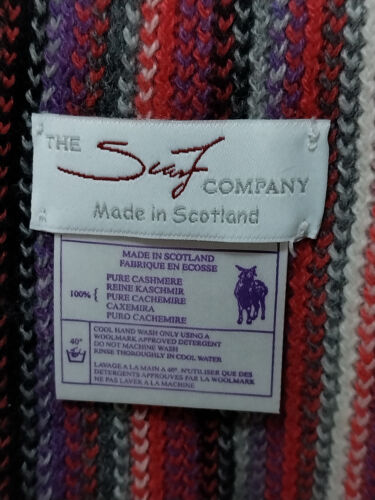 THE Scarf COMPANY
Made in Scotland
MADE IN SCOTLAND
FABRIQUE EN ECOSSE
100% { PURE CASHMERE
REINE KASCHMIR
PURE CACHEMIRE
CAXEMIRA
PURO CACHEMIRE
40°
COOL HAND WASH ONLY USING A
WOOLMARK APPROVED DETERGENT
DO NOT MACHINE WASH
RINSE THOROUGHLY IN COOL WATER
LAVAGE A LA MAIN A 40°. N'UTILISER QUE DES
DETERGENTS APPROUVES PAR LA WOOLMARK
NE PAS LAVER A LA MACHINE